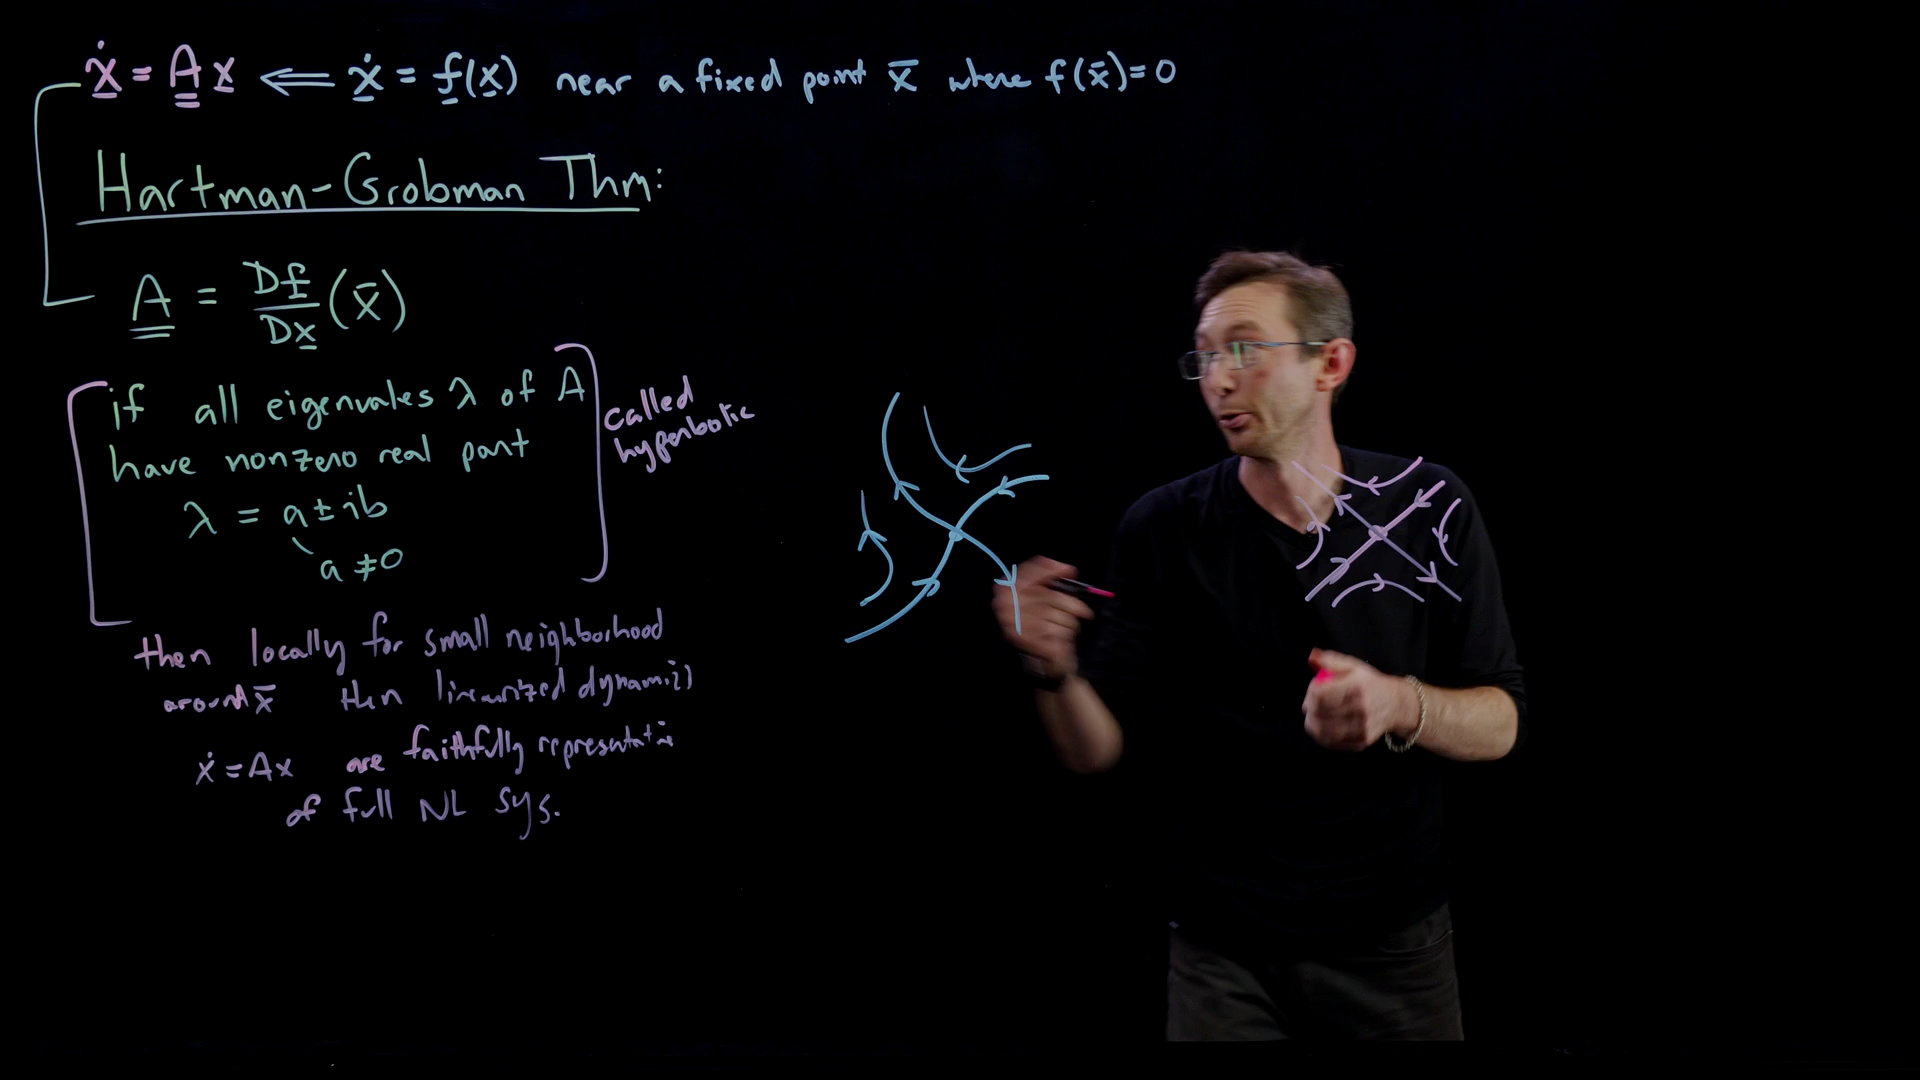 ẋ = A x ⟸ ẋ = f(x) near a fixed point x̄ where f(x̄)=0
Hartman-Grobman Thm:
A = Df/Dx (x̄)
if all eigenvales λ of A
have nonzero real part
called
hyperbolic
λ = a ± ib
a ≠ 0
then locally for small neighborhood
around x̄ then linearized dynamics
ẋ = Ax are faithfully representative
of full NL sys.